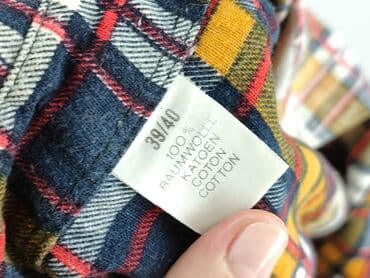 39/40
100 %
BAUMWOLLE
KATOEN
COTON
COTTON